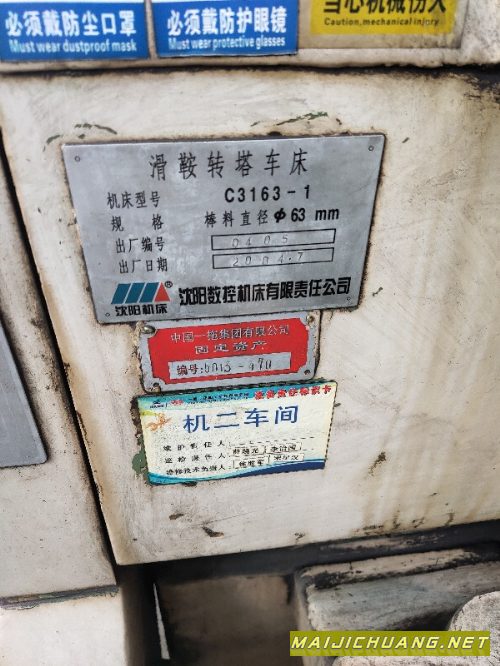 必须戴防尘口罩
Must wear dustproof mask
必须戴防护眼镜
Must wear protective glasses
当心机械伤人
Caution,mechanical injury
滑鞍转塔车床
机床型号 C3163-1
规格 棒料直径Φ63 mm
出厂编号 0405
出厂日期 2004.7
沈阳机床 沈阳数控机床有限责任公司
中国一拖集团有限公司
固定资产
编号:
机二车间
维护责任人
MAIJICHUANG.NET